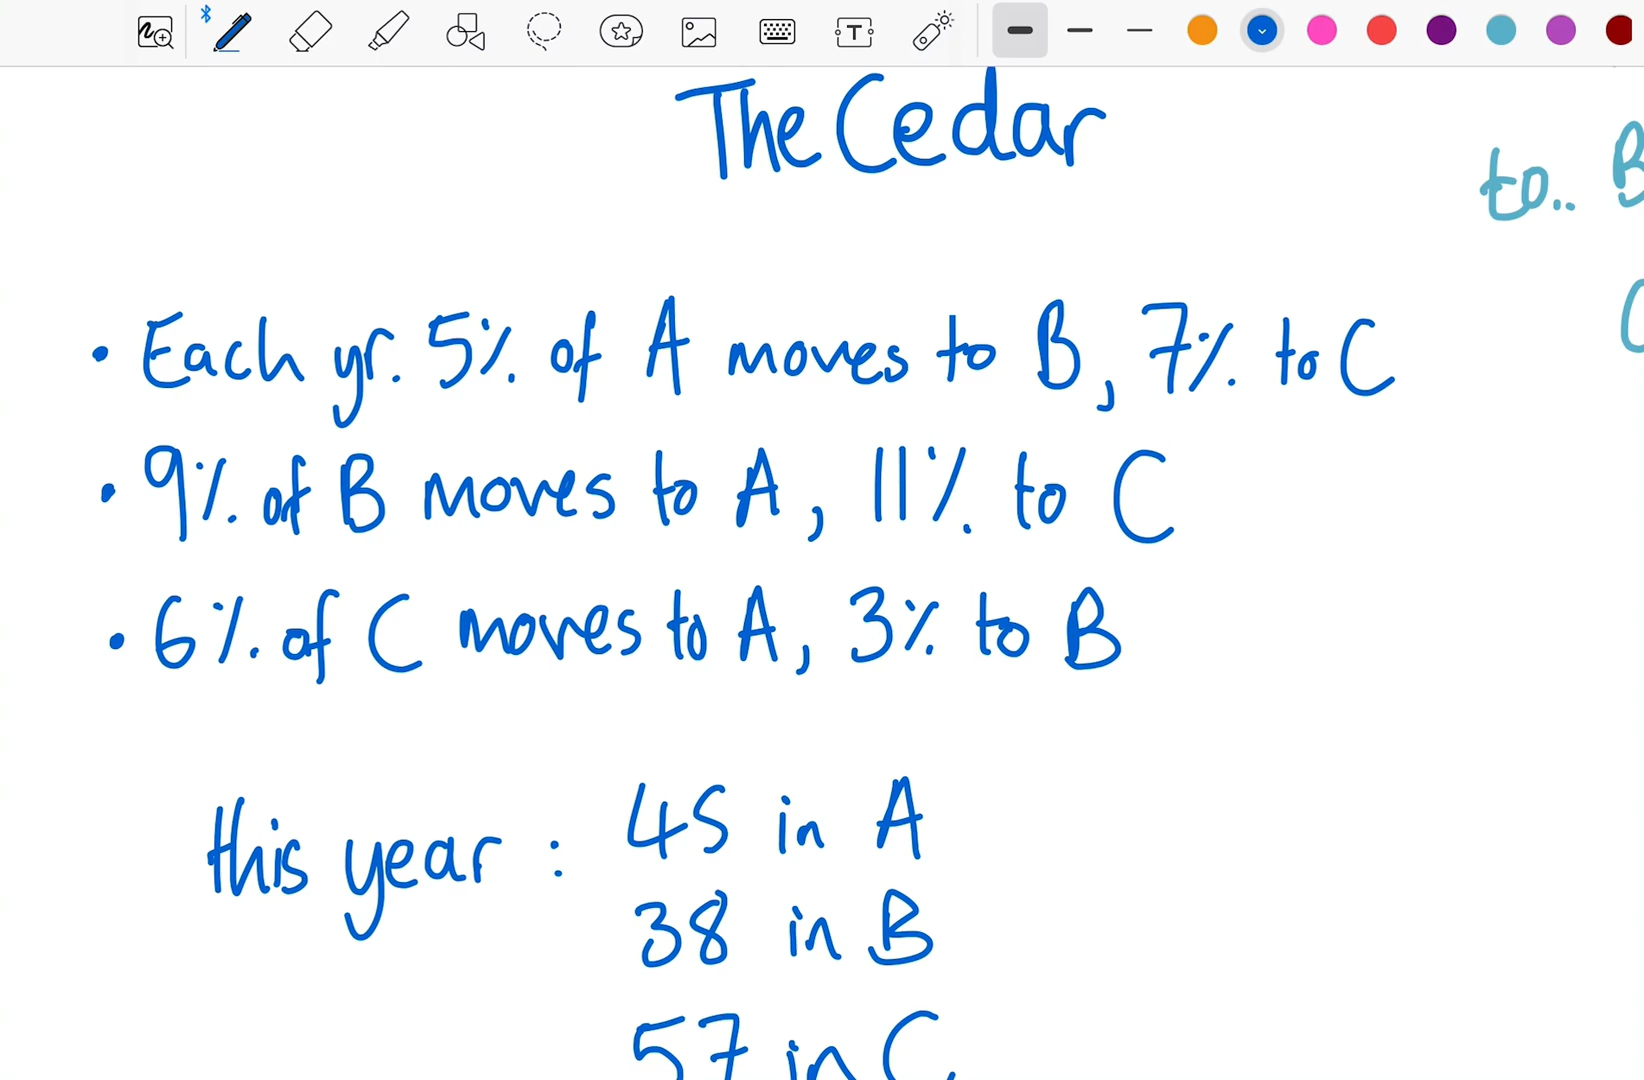 The Cedar
to.. B
• Each yr. 5% of A moves to B, 7% to C
• 9% of B moves to A, 11% to C
• 6% of C moves to A, 3% to B
this year : 45 in A
38 in B
57 in C